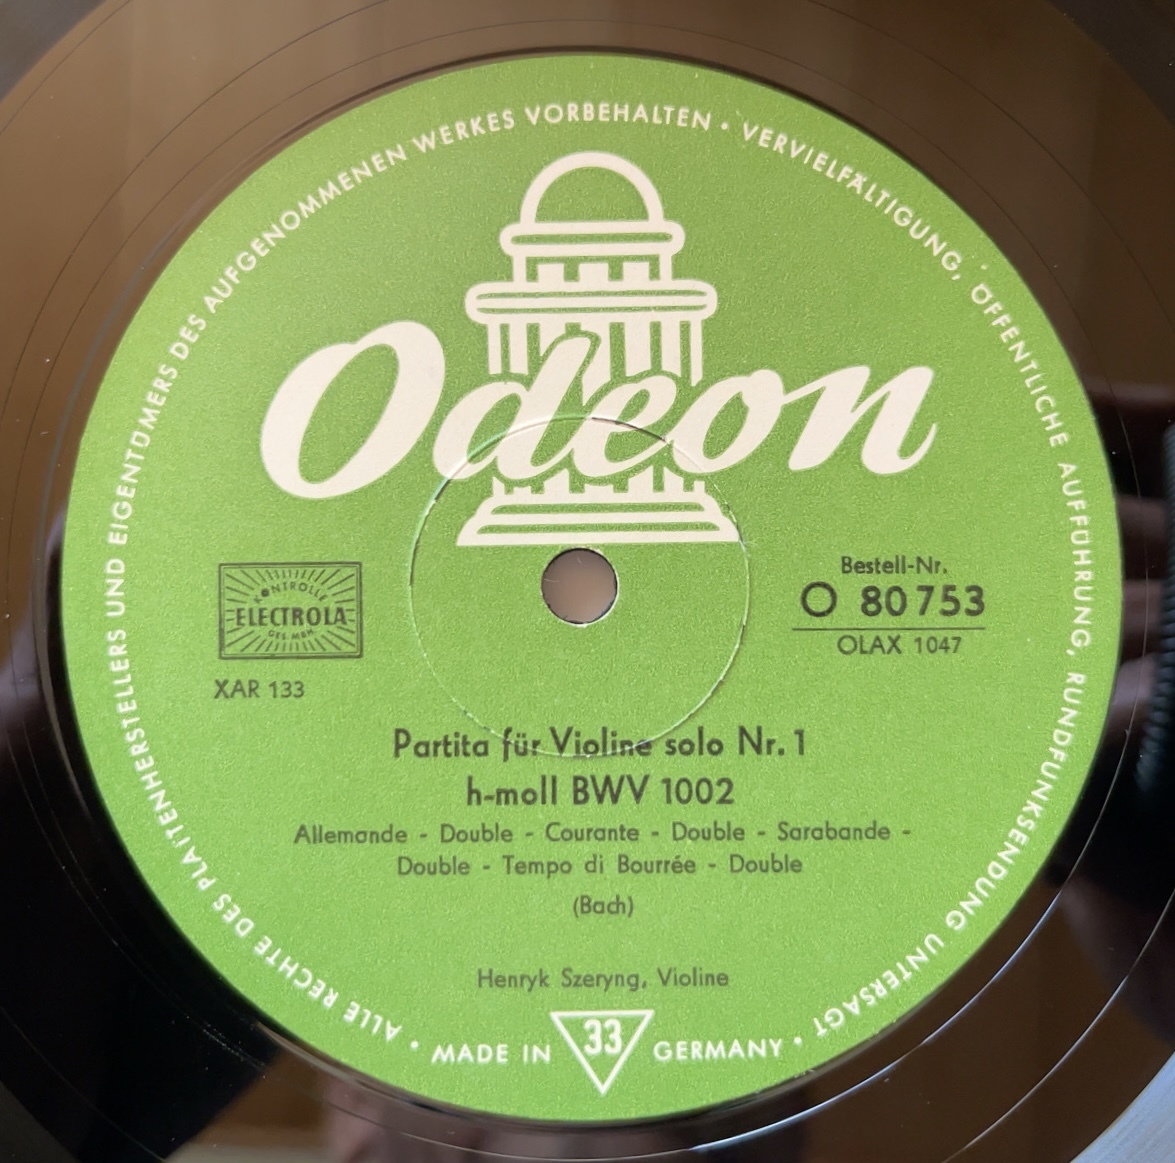 ALLE RECHTE DES PLATTENHERSTELLERS UND EIGENTÜMERS DES AUFGENOMMENEN WERKES VORBEHALTEN • VERVIELFÄLTIGUNG, ÖFFENTLICHE AUFFÜHRUNG, RUNDFUNKSENDUNG UNTERSAGT •
Odeon
KONTROLLE
ELECTROLA
GES. MBH.
XAR 133
Bestell-Nr.
O 80 753
OLAX 1047
Partita für Violine solo Nr. 1
h-moll BWV 1002
Allemande - Double - Courante - Double - Sarabande -
Double - Tempo di Bourrée - Double
(Bach)
Henryk Szeryng, Violine
• MADE IN 33 GERMANY •